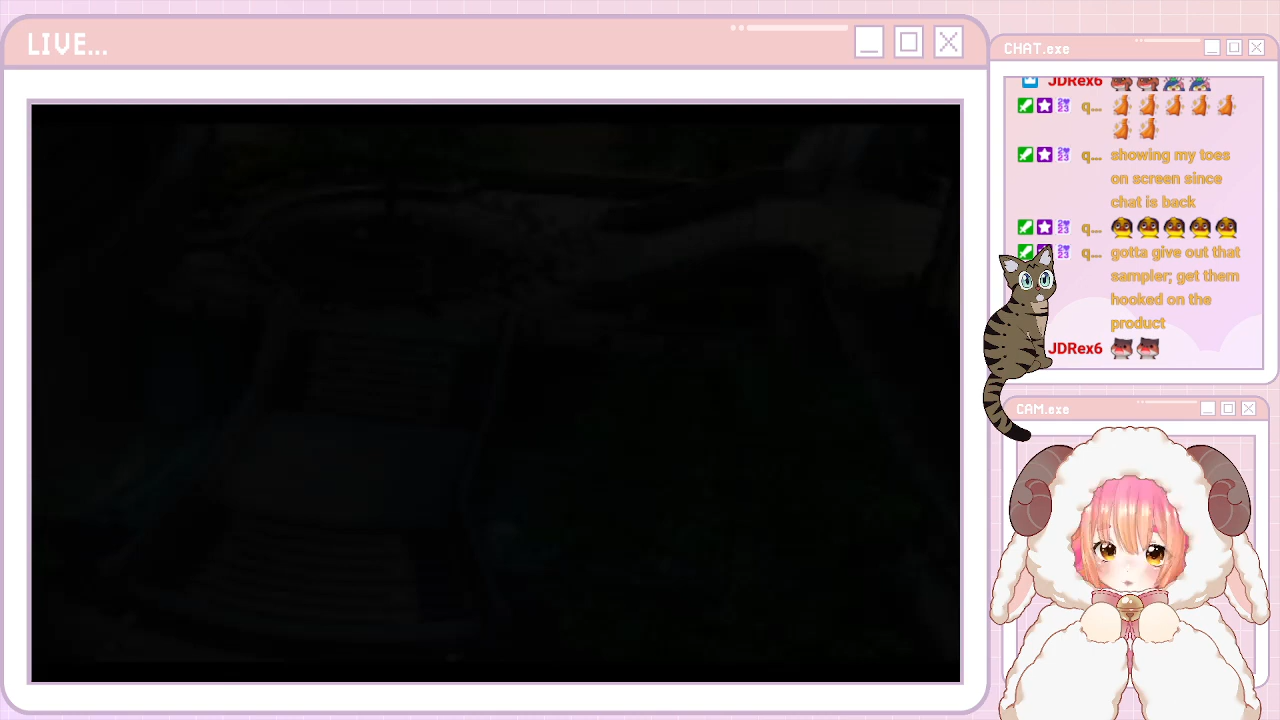 LIVE...
CHAT.exe
JDRex6
q...
q... showing my toes
on screen since
chat is back
q...
q... gotta give out that
sampler; get them
hooked on the
product
JDRex6
CAM.exe